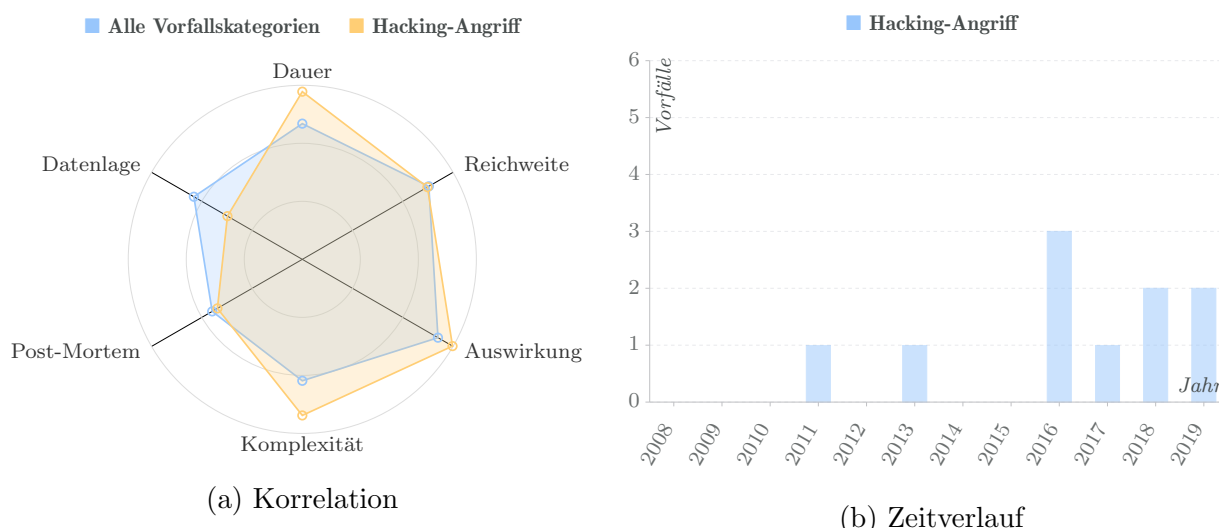 Alle Vorfallskategorien Hacking-Angriff
Dauer
Datenlage
Reichweite
Post-Mortem
Auswirkung
Komplexität
(a) Korrelation
Hacking-Angriff
Vorfälle
6
5
4
3
2
1
0
Jahr
2008
2009
2010
2011
2012
2013
2014
2015
2016
2017
2018
2019
(b) Zeitverlauf